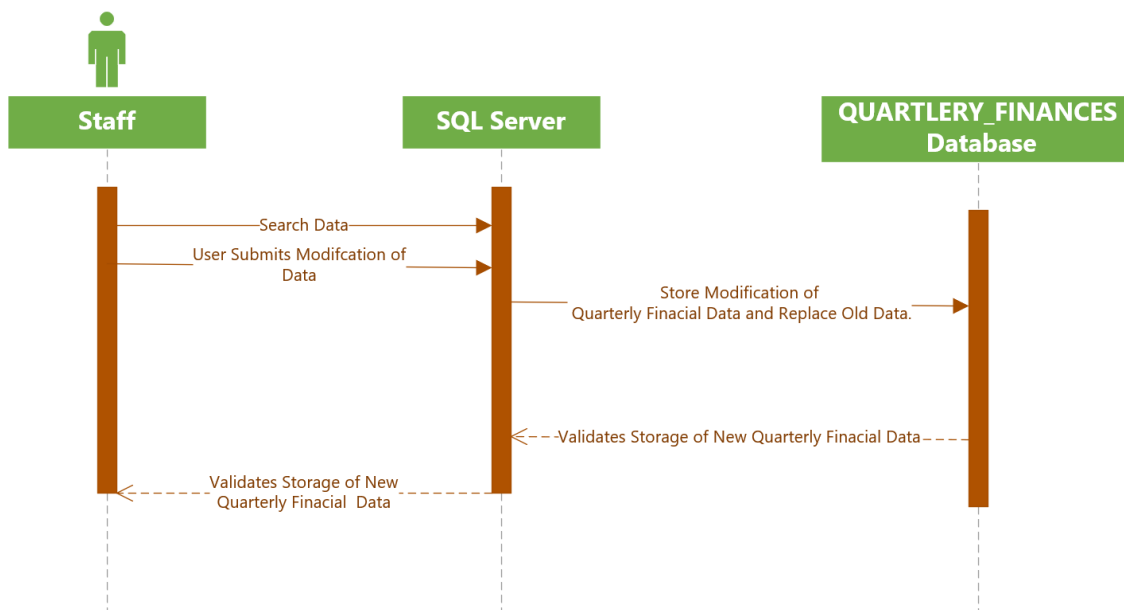 Staff
SQL Server
QUARTLERY_FINANCES
Database
Search Data
User Submits Modifcation of
Data
Store Modification of
Quarterly Finacial Data and Replace Old Data.
Validates Storage of New Quarterly Finacial Data
Validates Storage of New
Quarterly Finacial  Data